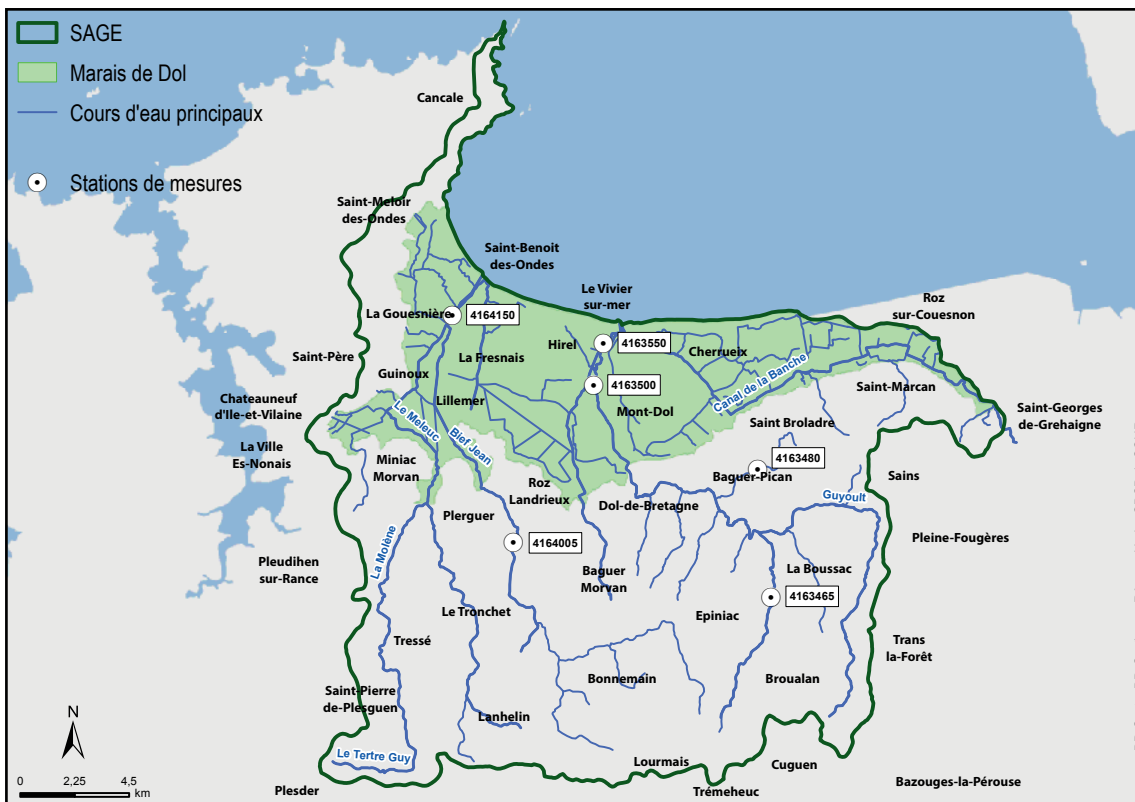 SAGE
Marais de Dol
Cours d'eau principaux
Stations de mesures
Cancale
Saint-Meloir
des-Ondes
Saint-Benoit
des-Ondes
Le Vivier
sur-mer
Roz
sur-Couesnon
La Gouesnière
4164150
Hirel
4163550
Cherrueix
Saint-Père
La Fresnais
Guinoux
4163500
Canal de la Banche
Saint-Marcan
Chateauneuf
d'Ile-et-Vilaine
Lillemer
Le Meleuc
Mont-Dol
Saint-Georges
de-Grehaigne
Saint Broladre
La Ville
Es-Nonais
Bief Jean
Miniac
Morvan
4163480
Baguer-Pican
Sains
Roz
Landrieux
Guyoult
Dol-de-Bretagne
Plerguer
4164005
Pleine-Fougères
Pleudihen
sur-Rance
La Molène
Baguer
Morvan
La Boussac
4163465
Le Tronchet
Epiniac
Tressé
Trans
la-Forêt
Bonnemain
Broualan
Saint-Pierre
de-Plesguen
Lanhelin
N
Le Tertre Guy
Lourmais
Cuguen
0 2,25 4,5
km
Plesder
Trémeheuc
Bazouges-la-Pérouse